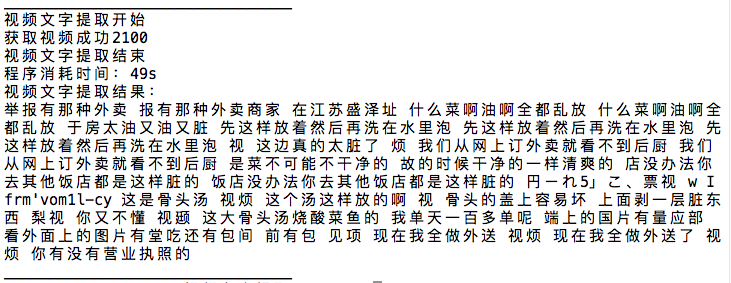 视频文字提取开始
获取视频成功2100
视频文字提取结束
程序消耗时间：49s
视频文字提取结果：
举报有那种外卖 报有那种外卖商家 在江苏盛泽址 什么菜啊油啊全都乱放 什么菜啊油啊全
都乱放 于房太油又油又脏 先这样放着然后再洗在水里泡 先这样放着然后再洗在水里泡 先
这样放着然后再洗在水里泡 视 这边真的太脏了 烦 我们从网上订外卖就看不到后厨 我们
从网上订外卖就看不到后厨 是菜不可能不干净的 故的时候干净的一样清爽的 店没办法你
去其他饭店都是这样脏的 饭店没办法你去其他饭店都是这样脏的 円ーれ5」こ、票视 w I
frm'vom1l-cy 这是骨头汤 视烦 这个汤这样放的啊 视 骨头的盖上容易坏 上面剥一层脏东
西 梨视 你又不懂 视题 这大骨头汤烧酸菜鱼的 我单天一百多单呢 端上的国片有量应部
看外面上的图片有堂吃还有包间 前有包 见项 现在我全做外送 视烦 现在我全做外送了 视
烦 你有没有营业执照的